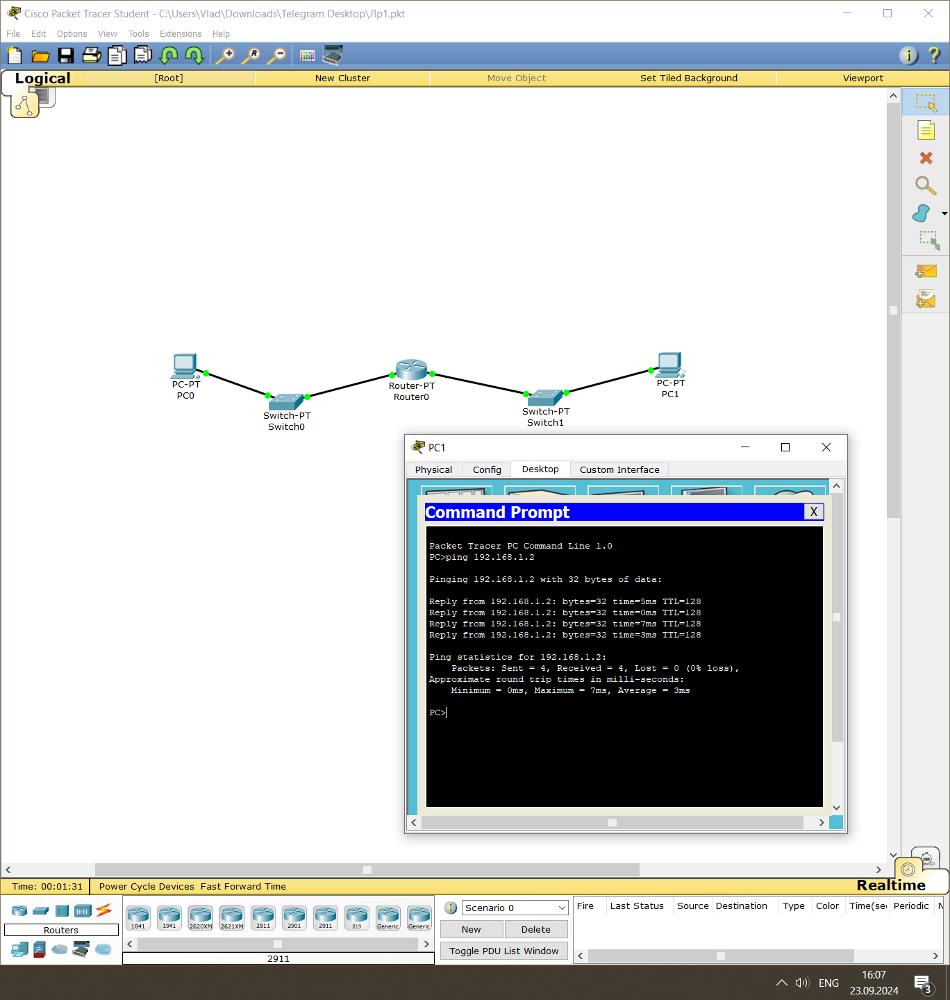 Cisco Packet Tracer Student - C:\Users\Vlad\Downloads\Telegram Desktop\Лр1.pkt
File Edit Options View Tools Extensions Help
Logical [Root] New Cluster Move Object Set Tiled Background Viewport
PC-PT
PC0
Switch-PT
Switch0
Router-PT
Router0
Switch-PT
Switch1
PC-PT
PC1
PC1
Physical Config Desktop Custom Interface
Command Prompt X
Packet Tracer PC Command Line 1.0
PC>ping 192.168.1.2
Pinging 192.168.1.2 with 32 bytes of data:
Reply from 192.168.1.2: bytes=32 time=5ms TTL=128
Reply from 192.168.1.2: bytes=32 time=0ms TTL=128
Reply from 192.168.1.2: bytes=32 time=7ms TTL=128
Reply from 192.168.1.2: bytes=32 time=3ms TTL=128
Ping statistics for 192.168.1.2:
Packets: Sent = 4, Received = 4, Lost = 0 (0% loss),
Approximate round trip times in milli-seconds:
Minimum = 0ms, Maximum = 7ms, Average = 3ms
PC>
Time: 00:01:31 Power Cycle Devices Fast Forward Time Realtime
Routers
1841 1941 2620XM 2621XM 2811 2901 2911 819 Generic Generic
2911
Scenario 0
New Delete
Toggle PDU List Window
Fire Last Status Source Destination Type Color Time(sec Periodic N
ENG
16:07
23.09.2024
3